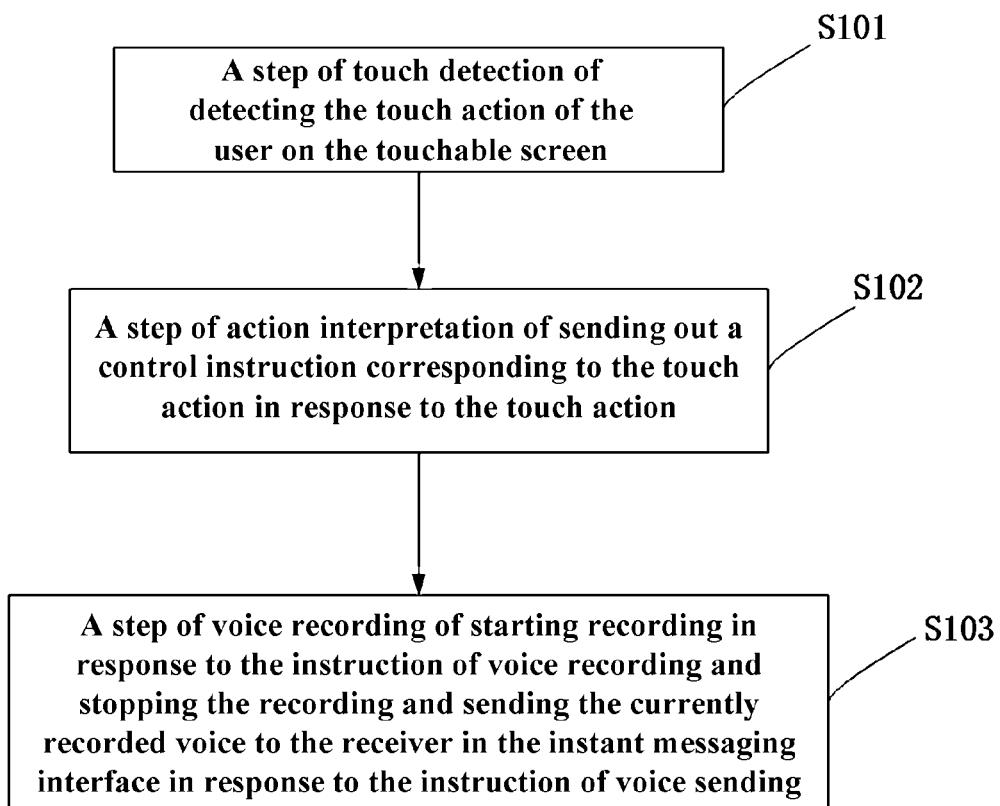 S101
A step of touch detection of
detecting the touch action of the
user on the touchable screen
S102
A step of action interpretation of sending out a
control instruction corresponding to the touch
action in response to the touch action
S103
A step of voice recording of starting recording in
response to the instruction of voice recording and
stopping the recording and sending the currently
recorded voice to the receiver in the instant messaging
interface in response to the instruction of voice sending